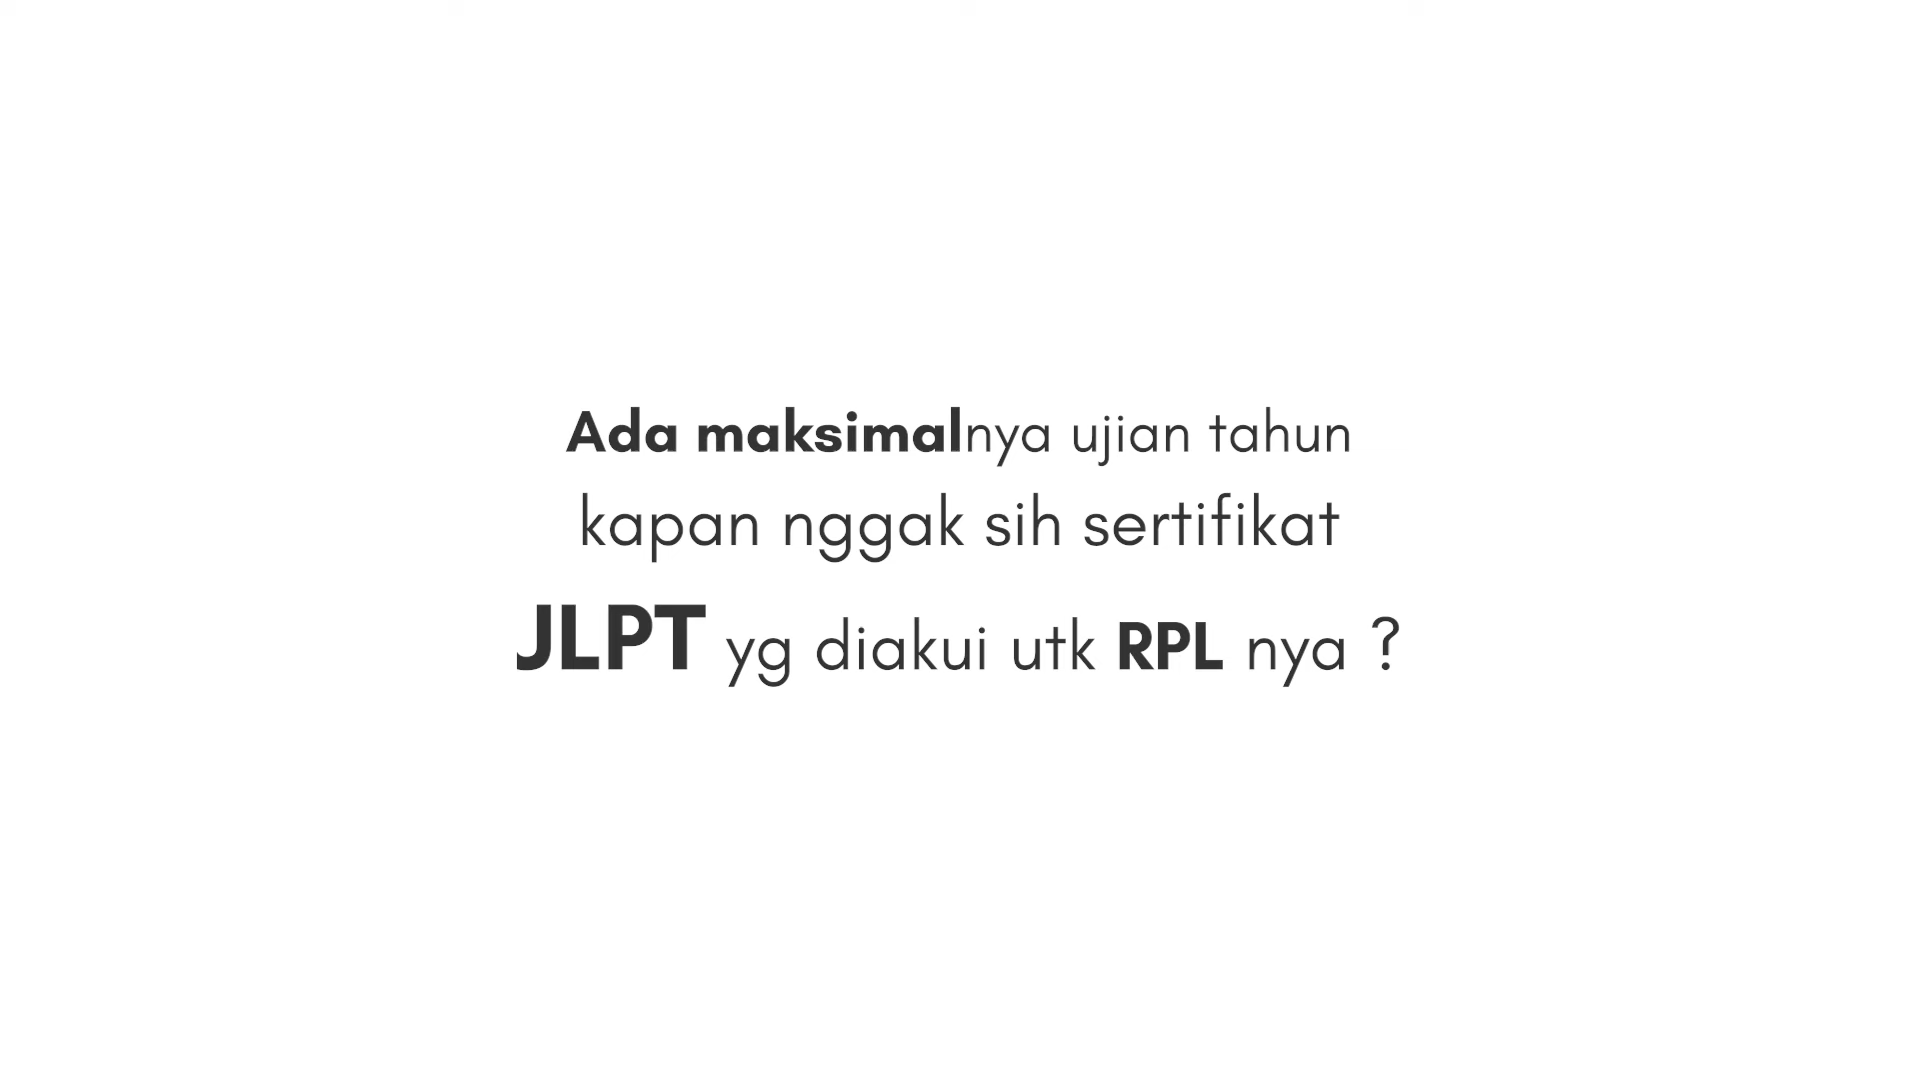 Ada maksimalnya ujian tahun
kapan nggak sih sertifikat
JLPT yg diakui utk RPL nya ?